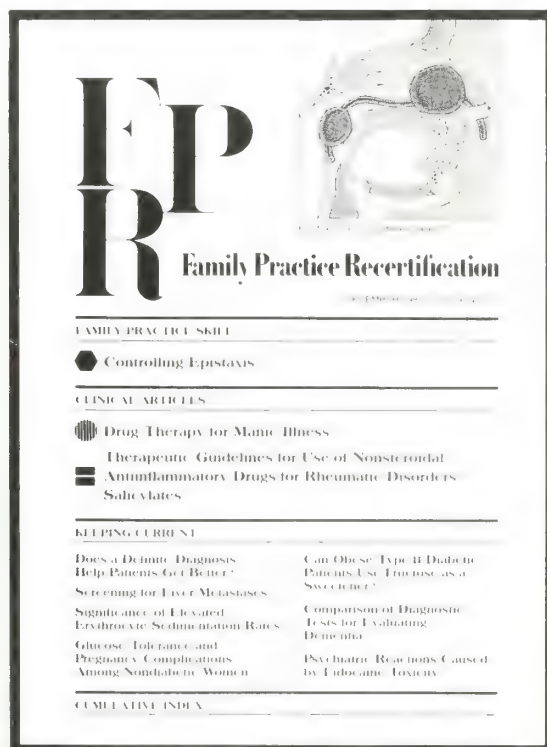 FP
R
Family Practice Recertification
FAMILY PRACTICE SKILL
Controlling Epistaxis
CLINICAL ARTICLES
Drug Therapy for Manic Illness
Therapeutic Guidelines for Use of Nonsteroidal
Antiinflammatory Drugs for Rheumatic Disorders
Salicylates
KEEPING CURRENT
Does a Definite Diagnosis
Help Patients Get Better?
Screening for Liver Metastases
Significance of Elevated
Erythrocyte Sedimentation Rates
Glucose Tolerance and
Pregnancy Complications
Among Nondiabetic Women
Can Obese Type II Diabetic
Patients Use Fructose as a
Sweetener?
Comparison of Diagnostic
Tests for Evaluating
Dementia
Psychiatric Reactions Caused
by Lidocaine Toxicity
CUMULATIVE INDEX